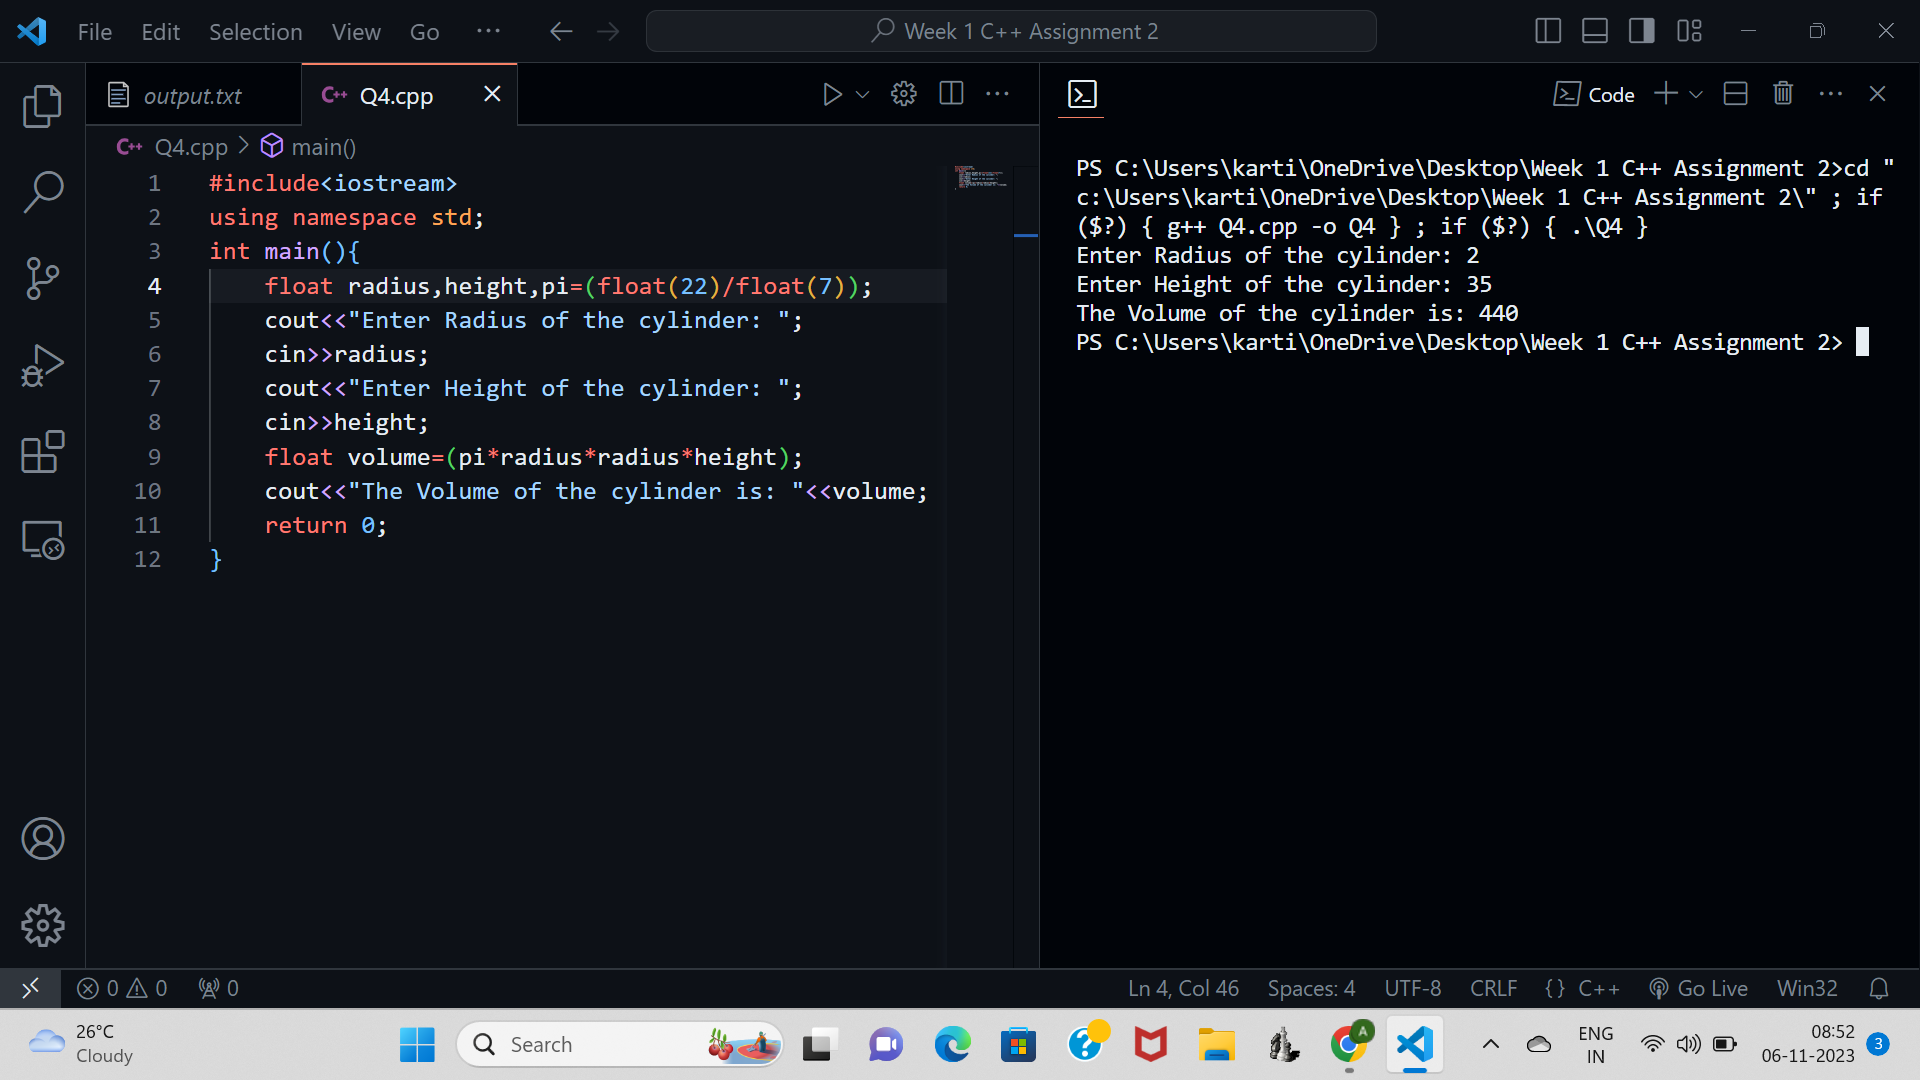 File Edit Selection View Go ··· Week 1 C++ Assignment 2
output.txt
C++ Q4.cpp
C++ Q4.cpp > main()
1 #include<iostream>
2 using namespace std;
3 int main(){
4 float radius,height,pi=(float(22)/float(7));
5 cout<<"Enter Radius of the cylinder: ";
6 cin>>radius;
7 cout<<"Enter Height of the cylinder: ";
8 cin>>height;
9 float volume=(pi*radius*radius*height);
10 cout<<"The Volume of the cylinder is: "<<volume;
11 return 0;
12 }
Code
PS C:\Users\karti\OneDrive\Desktop\Week 1 C++ Assignment 2>cd "
c:\Users\karti\OneDrive\Desktop\Week 1 C++ Assignment 2\" ; if
($?) { g++ Q4.cpp -o Q4 } ; if ($?) { .\Q4 }
Enter Radius of the cylinder: 2
Enter Height of the cylinder: 35
The Volume of the cylinder is: 440
PS C:\Users\karti\OneDrive\Desktop\Week 1 C++ Assignment 2>
0 0 0 Ln 4, Col 46 Spaces: 4 UTF-8 CRLF {} C++ Go Live Win32
26°C
Cloudy
Search
A
ENG
IN
08:52
06-11-2023
3